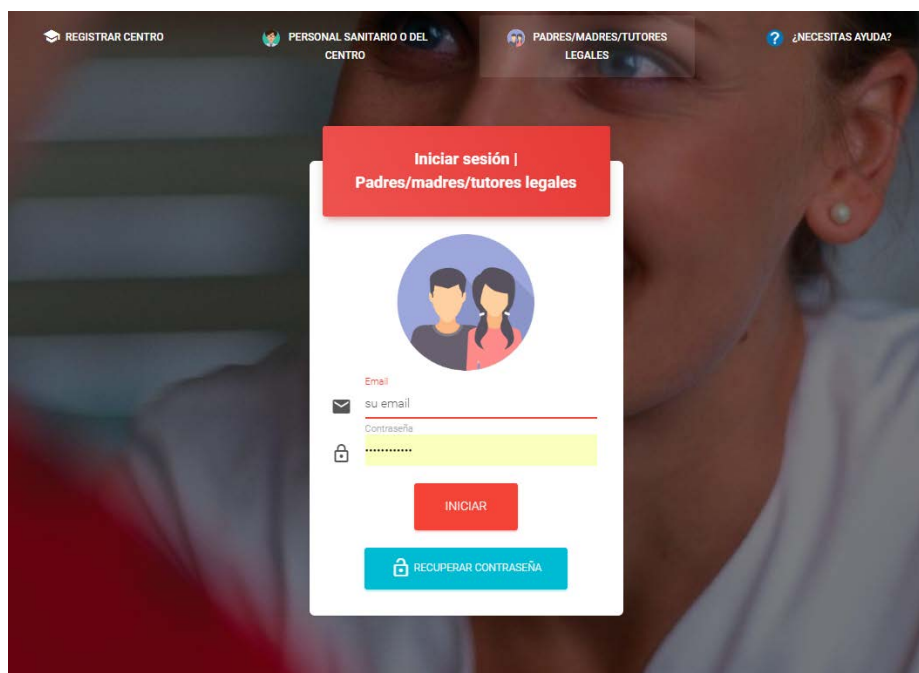 REGISTRAR CENTRO
PERSONAL SANITARIO O DEL
CENTRO
PADRES/MADRES/TUTORES
LEGALES
¿NECESITAS AYUDA?
Iniciar sesión |
Padres/madres/tutores legales
Email
su email
Contraseña
••••••••••••
INICIAR
RECUPERAR CONTRASEÑA